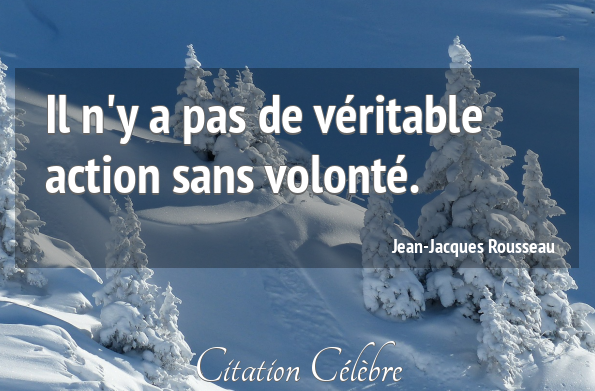 Il n'y a pas de véritable
action sans volonté.
Jean-Jacques Rousseau
Citation Célèbre